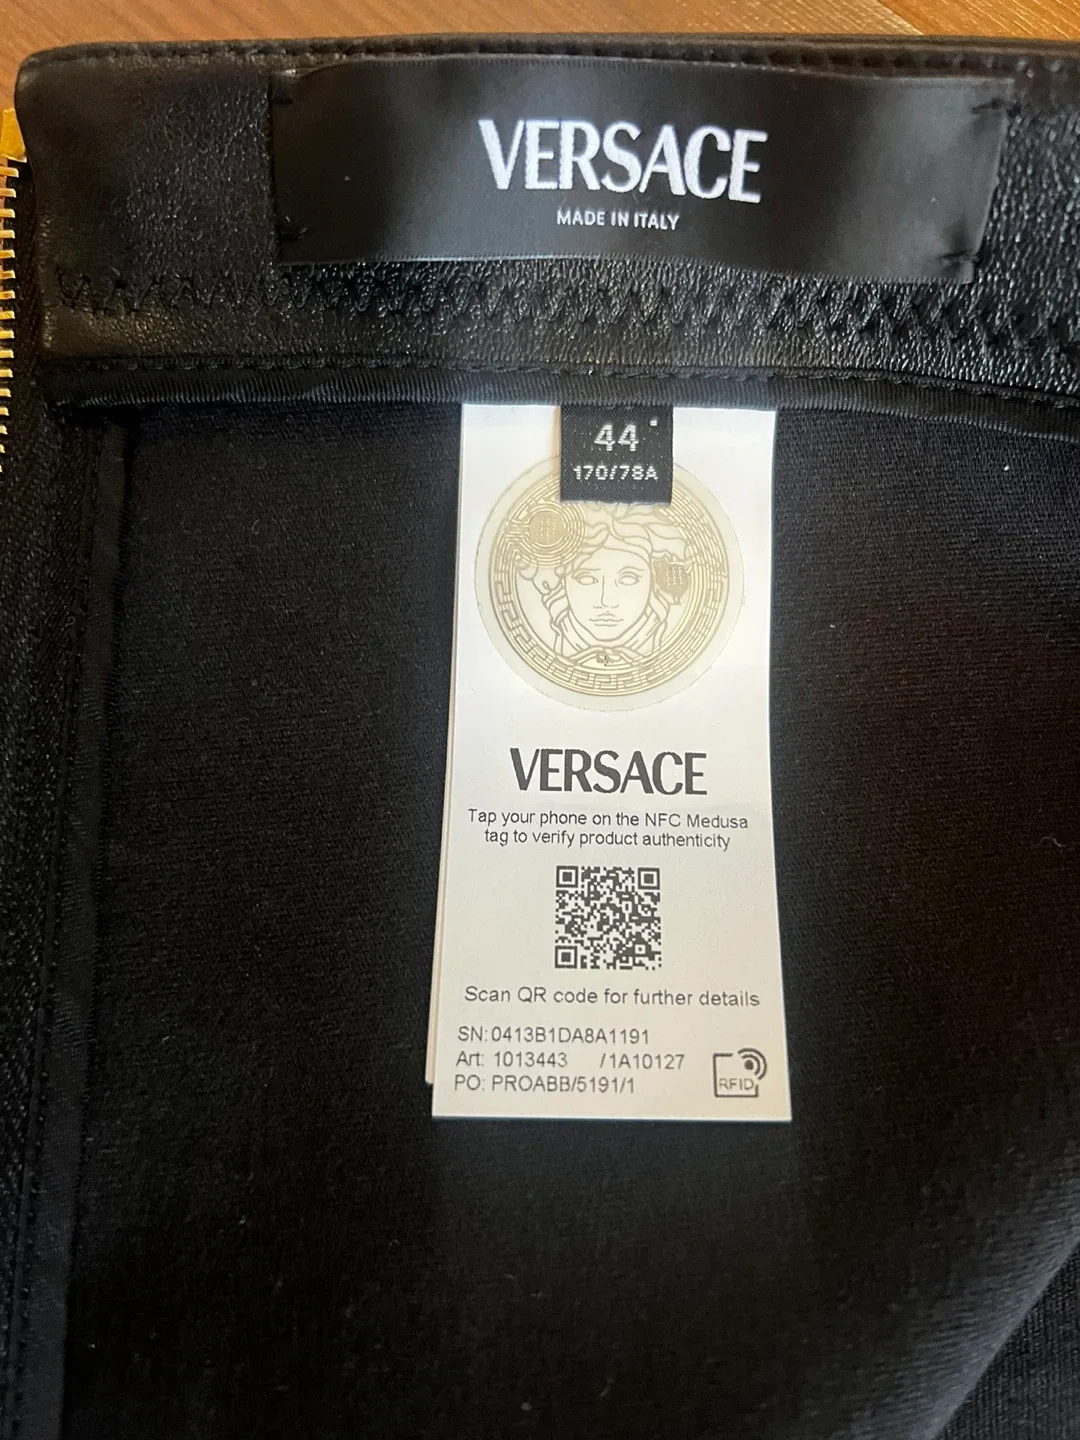 VERSACE
MADE IN ITALY
44
170/78A
VERSACE
Tap your phone on the NFC Medusa
tag to verify product authenticity
Scan QR code for further details
SN: 0413B1DA8A1191
Art: 1013443 /1A10127
PO: PROABB/5191/1
RFID